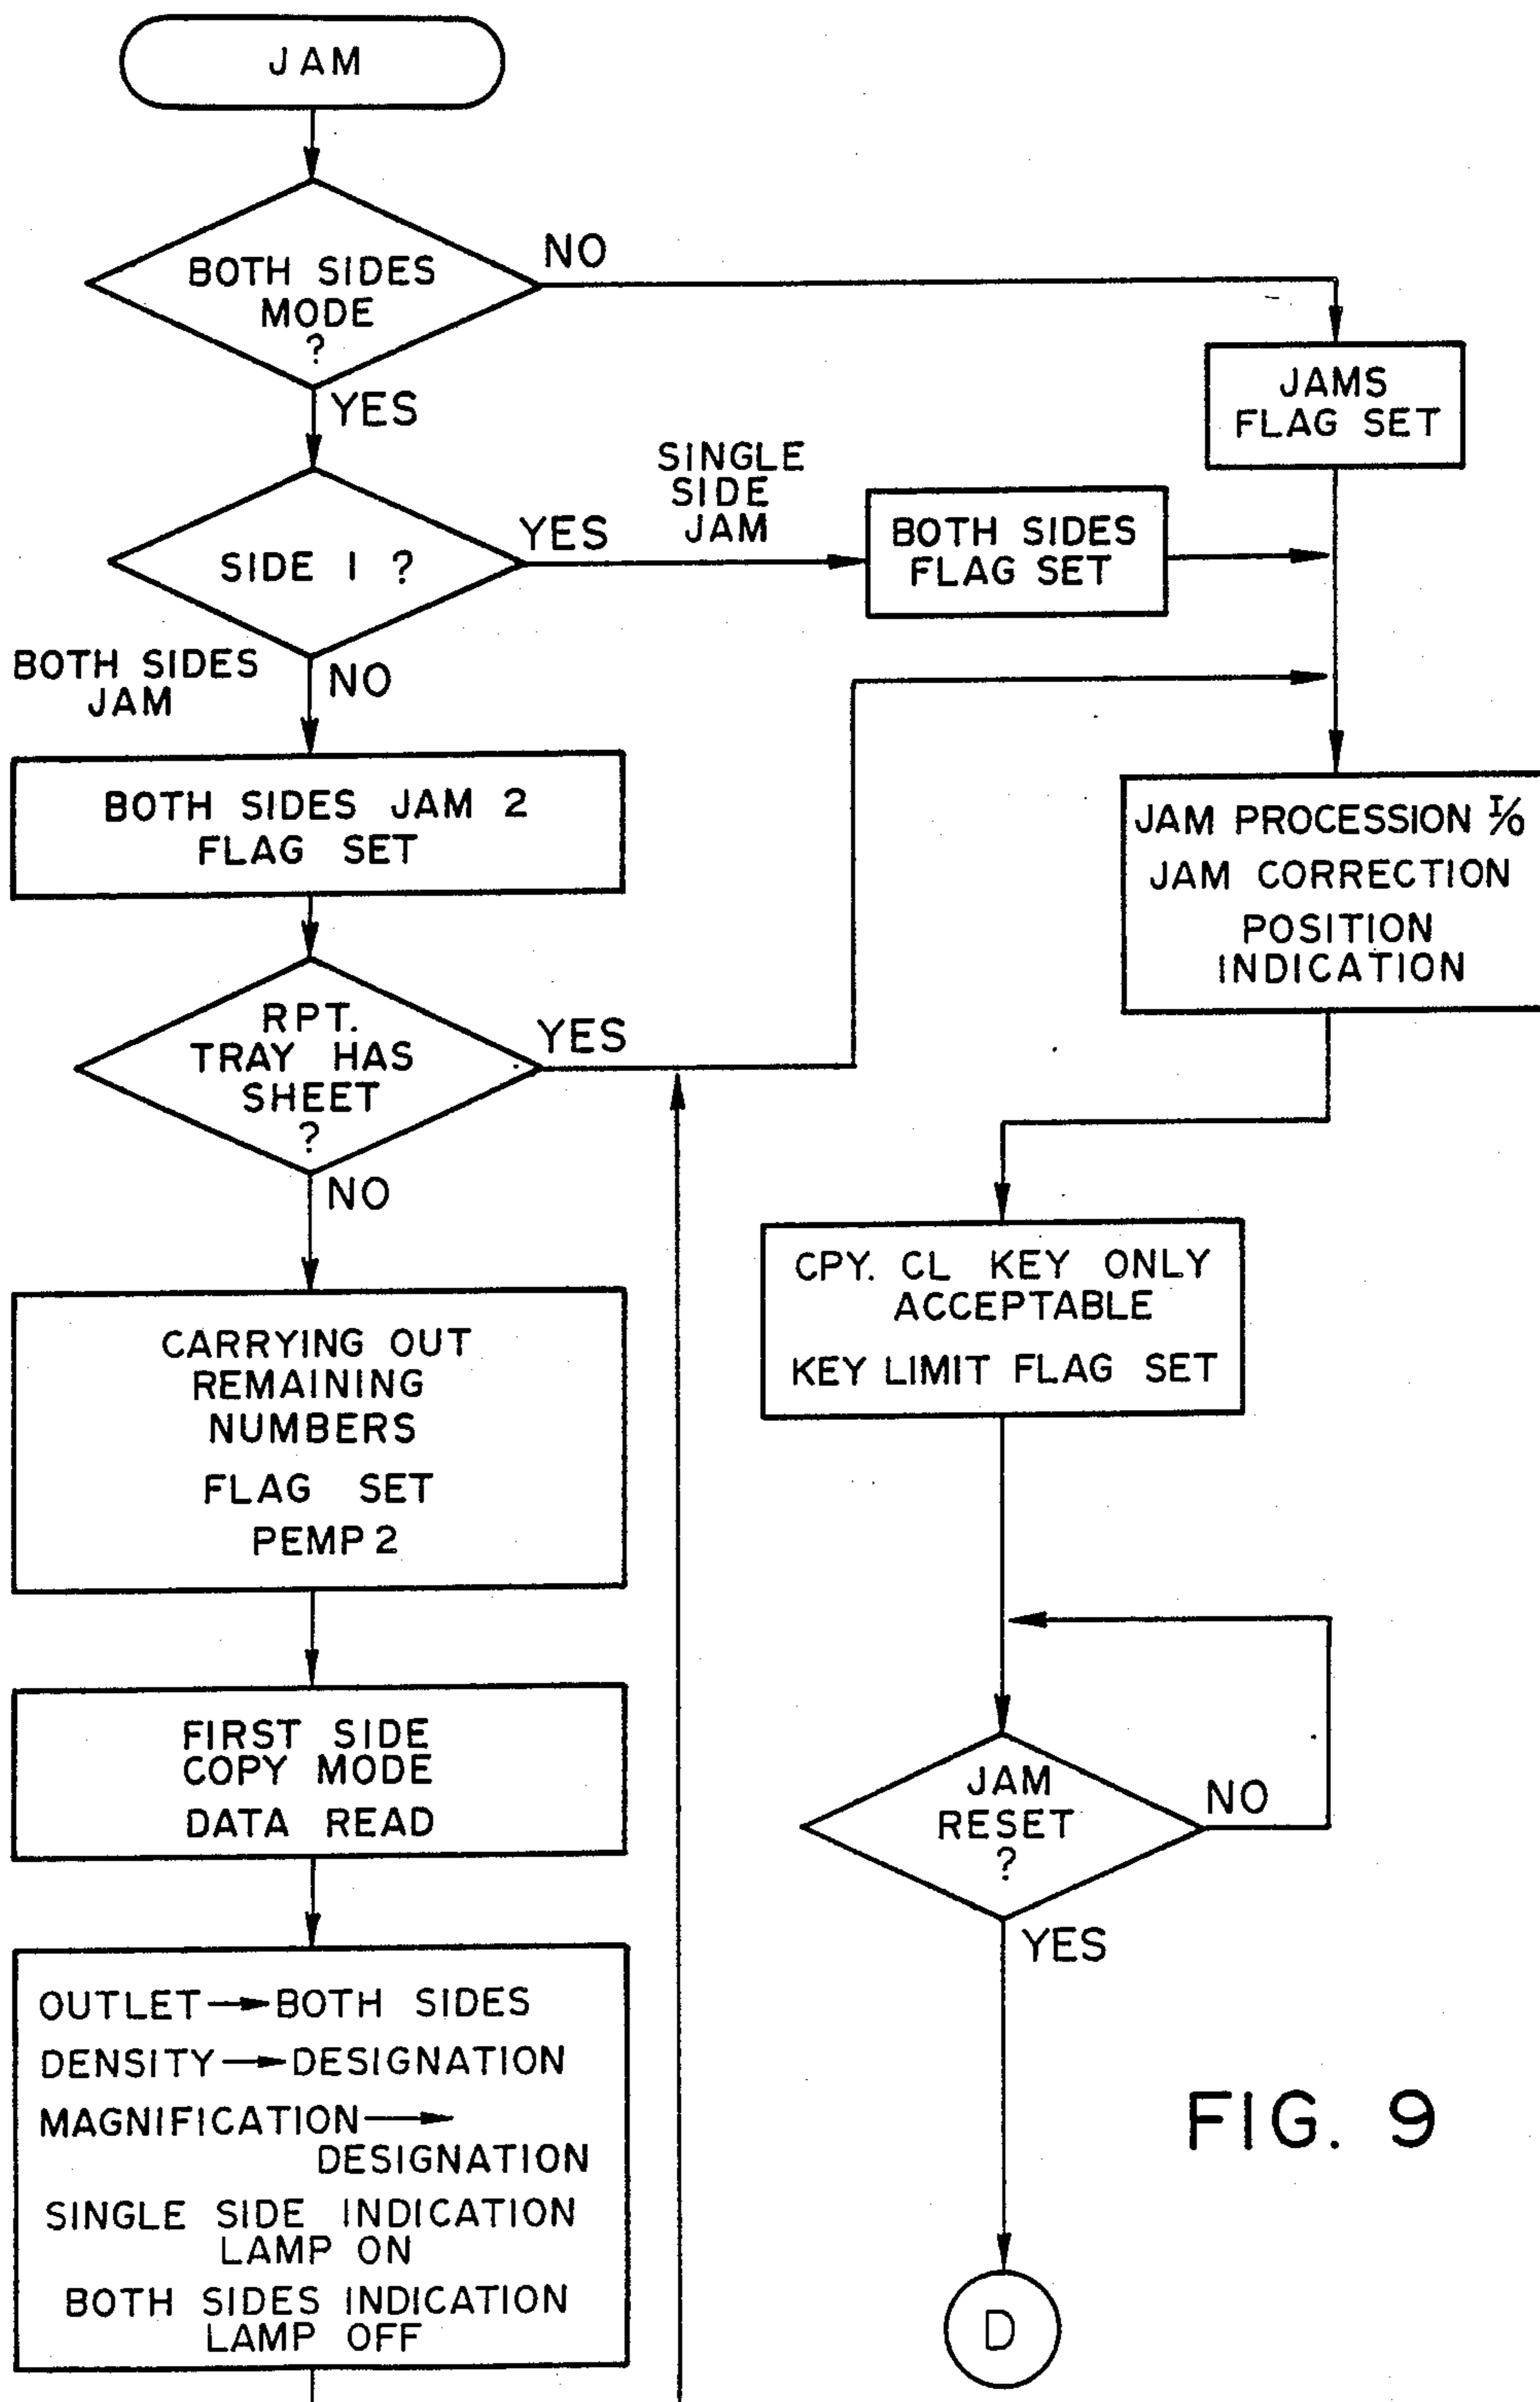 JAM
BOTH SIDES
MODE
?
NO
YES
JAMS
FLAG SET
SIDE 1 ?
YES
SINGLE
SIDE
JAM
BOTH SIDES
FLAG SET
BOTH SIDES
JAM
NO
BOTH SIDES JAM 2
FLAG SET
JAM PROCESSION I/O
JAM CORRECTION
POSITION
INDICATION
RPT.
TRAY HAS
SHEET
?
YES
NO
CPY. CL KEY ONLY
ACCEPTABLE
KEY LIMIT FLAG SET
CARRYING OUT
REMAINING
NUMBERS
FLAG SET
PEMP2
FIRST SIDE
COPY MODE
DATA READ
JAM
RESET
?
NO
YES
OUTLET→BOTH SIDES
DENSITY→DESIGNATION
MAGNIFICATION→
DESIGNATION
SINGLE SIDE INDICATION
LAMP ON
BOTH SIDES INDICATION
LAMP OFF
D
FIG. 9